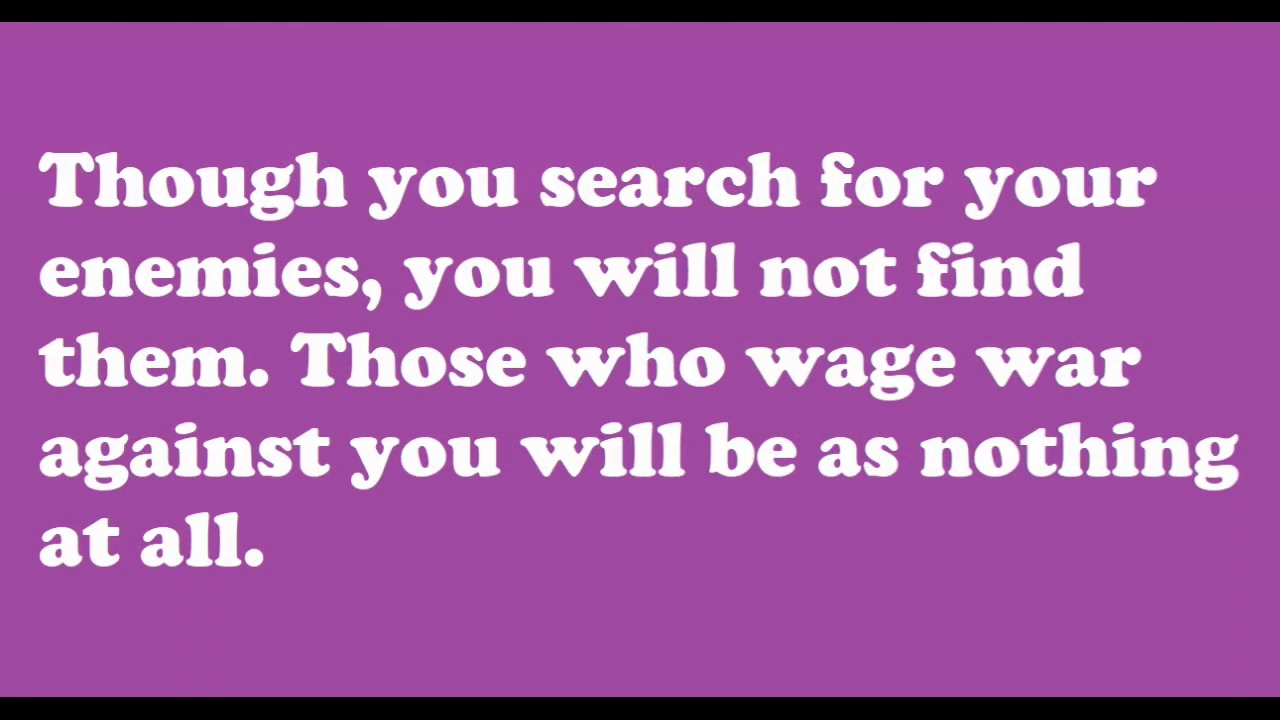 Though you search for your
enemies, you will not find
them. Those who wage war
against you will be as nothing
at all.